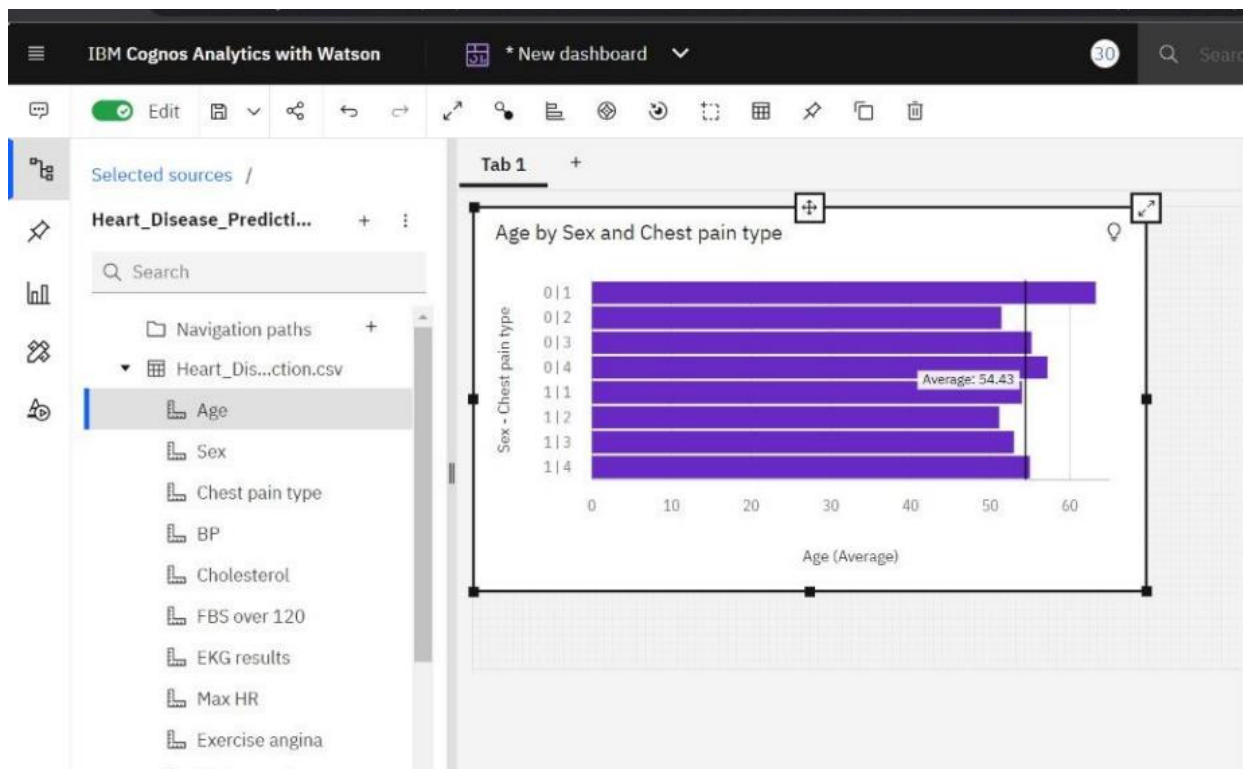 IBM Cognos Analytics with Watson
* New dashboard
30
Edit
Selected sources /
Heart_Disease_Predicti...
Search
Navigation paths
Heart_Dis...ction.csv
Age
Sex
Chest pain type
BP
Cholesterol
FBS over 120
EKG results
Max HR
Exercise angina
Tab 1
Age by Sex and Chest pain type
Sex - Chest pain type
0|1
0|2
0|3
0|4
1|1
1|2
1|3
1|4
Average: 54.43
0 10 20 30 40 50 60
Age (Average)